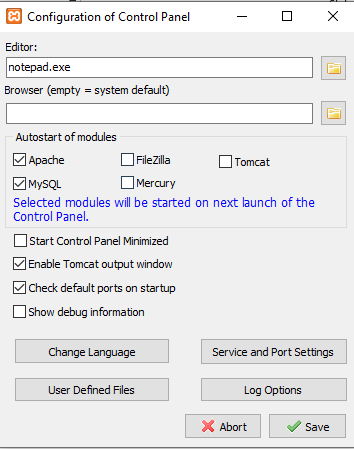 Configuration of Control Panel
Editor:
notepad.exe
Browser (empty = system default)
Autostart of modules
Apache
FileZilla
Tomcat
MySQL
Mercury
Selected modules will be started on next launch of the
Control Panel.
Start Control Panel Minimized
Enable Tomcat output window
Check default ports on startup
Show debug information
Change Language
Service and Port Settings
User Defined Files
Log Options
Abort
Save